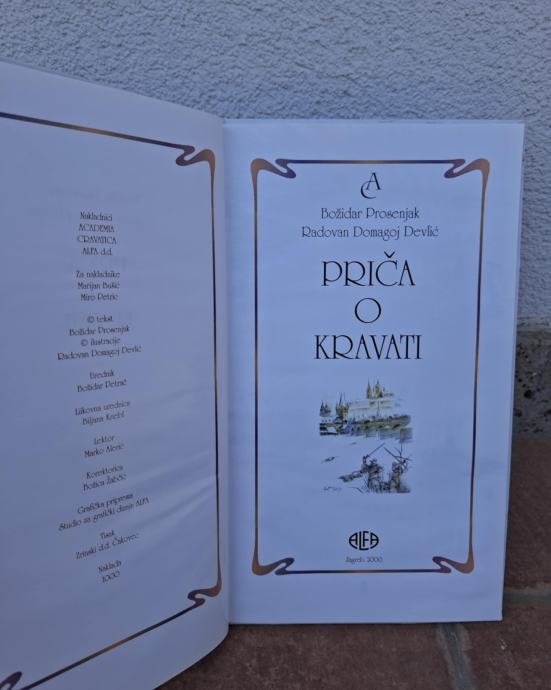 Nakladnici
ACADEMIA
CRAVATICA
ALFA d.d.
Za nakladnike
Marijan Bušić
Miro Petric
© tekst
Božidar Prosenjak
© ilustracije
Radovan Domagoj Devlić
Urednik
Božidar Petrač
Likovna urednica
Biljana Knebl
Lektor
Marko Alerić
Korektorica
Božica
Grafička priprema
Studio za grafički dizajn ALFA
Tisak
Zrinski d.d. Čakovec
Naklada
1000
AC
Božidar Prosenjak
Radovan Domagoj Devlić
PRIČA
O
KRAVATI
ALFA
Zagreb, 2000.